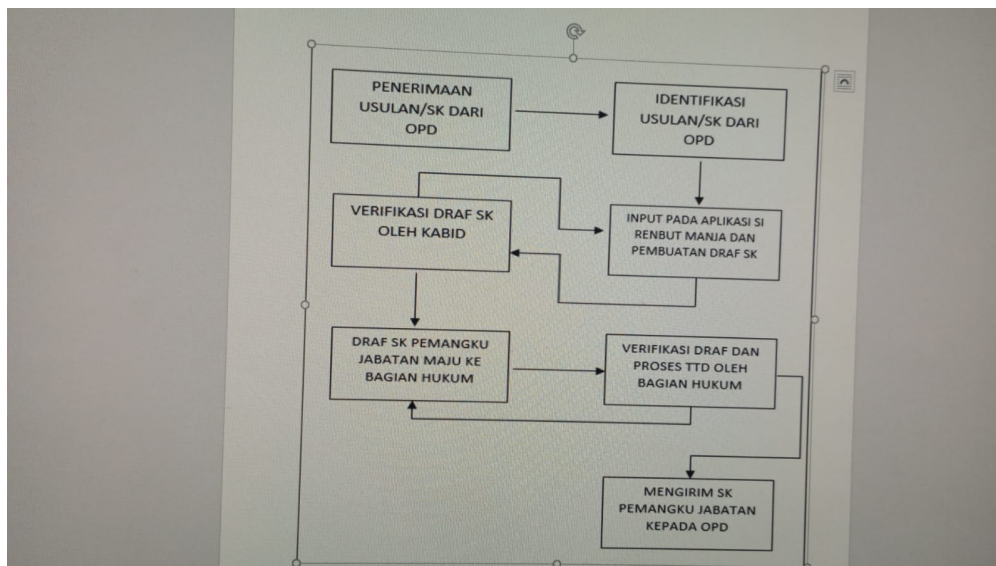 PENERIMAAN
USULAN/SK DARI
OPD
IDENTIFIKASI
USULAN/SK DARI
OPD
VERIFIKASI DRAF SK
OLEH KABID
INPUT PADA APLIKASI SI
RENBUT MANJA DAN
PEMBUATAN DRAF SK
DRAF SK PEMANGKU
JABATAN MAJU KE
BAGIAN HUKUM
VERIFIKASI DRAF DAN
PROSES TTD OLEH
BAGIAN HUKUM
MENGIRIM SK
PEMANGKU JABATAN
KEPADA OPD